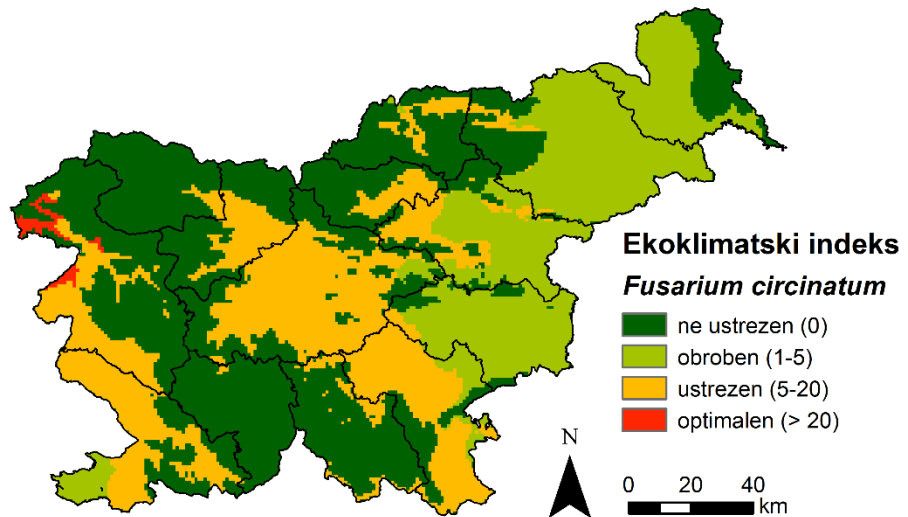 Ekoklimatski indeks
Fusarium circinatum
ne ustrezen (0)
obroben (1-5)
ustrezen (5-20)
optimalen (> 20)
N
0 20 40
km